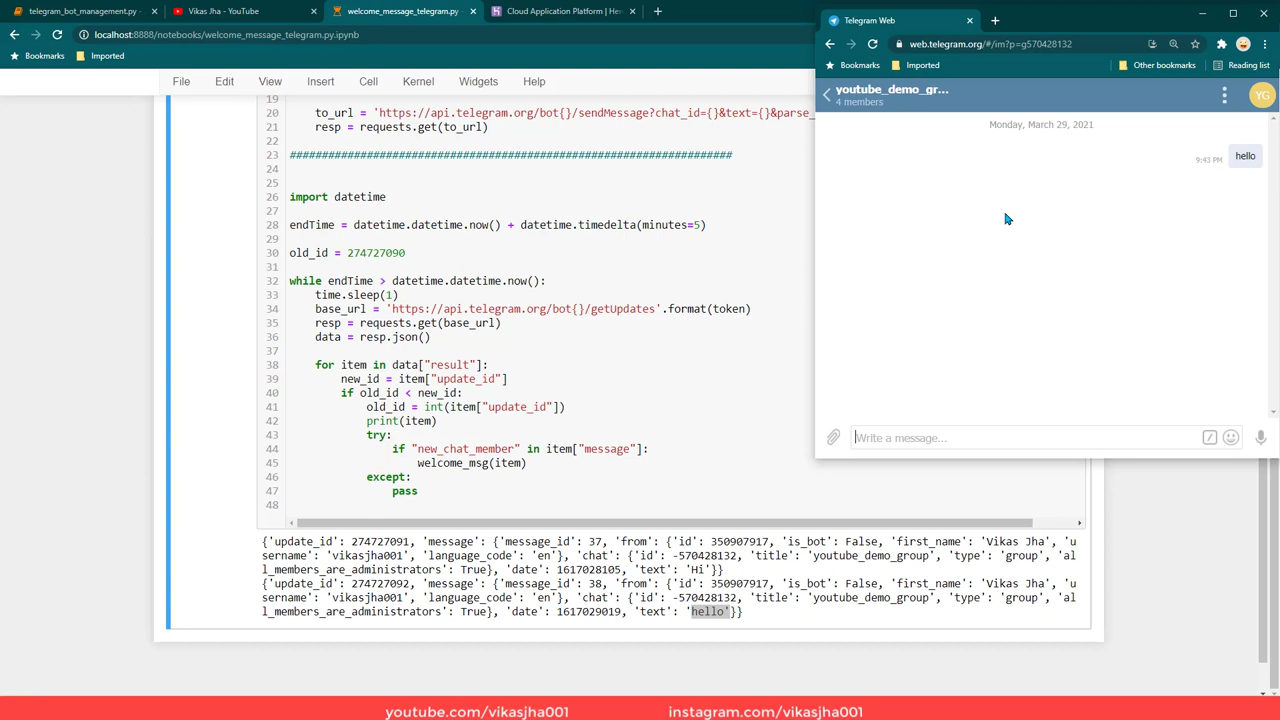 telegram_bot_management.py -
Vikas Jha - YouTube
welcome_message_telegram.py
Cloud Application Platform | Her
localhost:8888/notebooks/welcome_message_telegram.py.ipynb
Bookmarks
Imported
File
Edit
View
Insert
Cell
Kernel
Widgets
Help
19
20 to_url = 'https://api.telegram.org/bot{}/sendMessage?chat_id={}&text={}&parse_
21 resp = requests.get(to_url)
22
23 ####################################################################
24
25
26 import datetime
27
28 endTime = datetime.datetime.now() + datetime.timedelta(minutes=5)
29
30 old_id = 274727090
31
32 while endTime > datetime.datetime.now():
33 time.sleep(1)
34 base_url = 'https://api.telegram.org/bot{}/getUpdates'.format(token)
35 resp = requests.get(base_url)
36 data = resp.json()
37
38 for item in data["result"]:
39 new_id = item["update_id"]
40 if old_id < new_id:
41 old_id = int(item["update_id"])
42 print(item)
43 try:
44 if "new_chat_member" in item["message"]:
45 welcome_msg(item)
46 except:
47 pass
48
{'update_id': 274727091, 'message': {'message_id': 37, 'from': {'id': 350907917, 'is_bot': False, 'first_name': 'Vikas Jha', 'u
sername': 'vikasjha001', 'language_code': 'en'}, 'chat': {'id': -570428132, 'title': 'youtube_demo_group', 'type': 'group', 'al
l_members_are_administrators': True}, 'date': 1617028105, 'text': 'Hi'}}
{'update_id': 274727092, 'message': {'message_id': 38, 'from': {'id': 350907917, 'is_bot': False, 'first_name': 'Vikas Jha', 'u
sername': 'vikasjha001', 'language_code': 'en'}, 'chat': {'id': -570428132, 'title': 'youtube_demo_group', 'type': 'group', 'al
l_members_are_administrators': True}, 'date': 1617029019, 'text': 'hello'}}
Telegram Web
web.telegram.org/#/im?p=g570428132
Bookmarks
Imported
Other bookmarks
Reading list
youtube_demo_gr...
4 members
YG
Monday, March 29, 2021
9:43 PM
hello
Write a message...
youtube.com/vikasjha001
instagram.com/vikasjha001